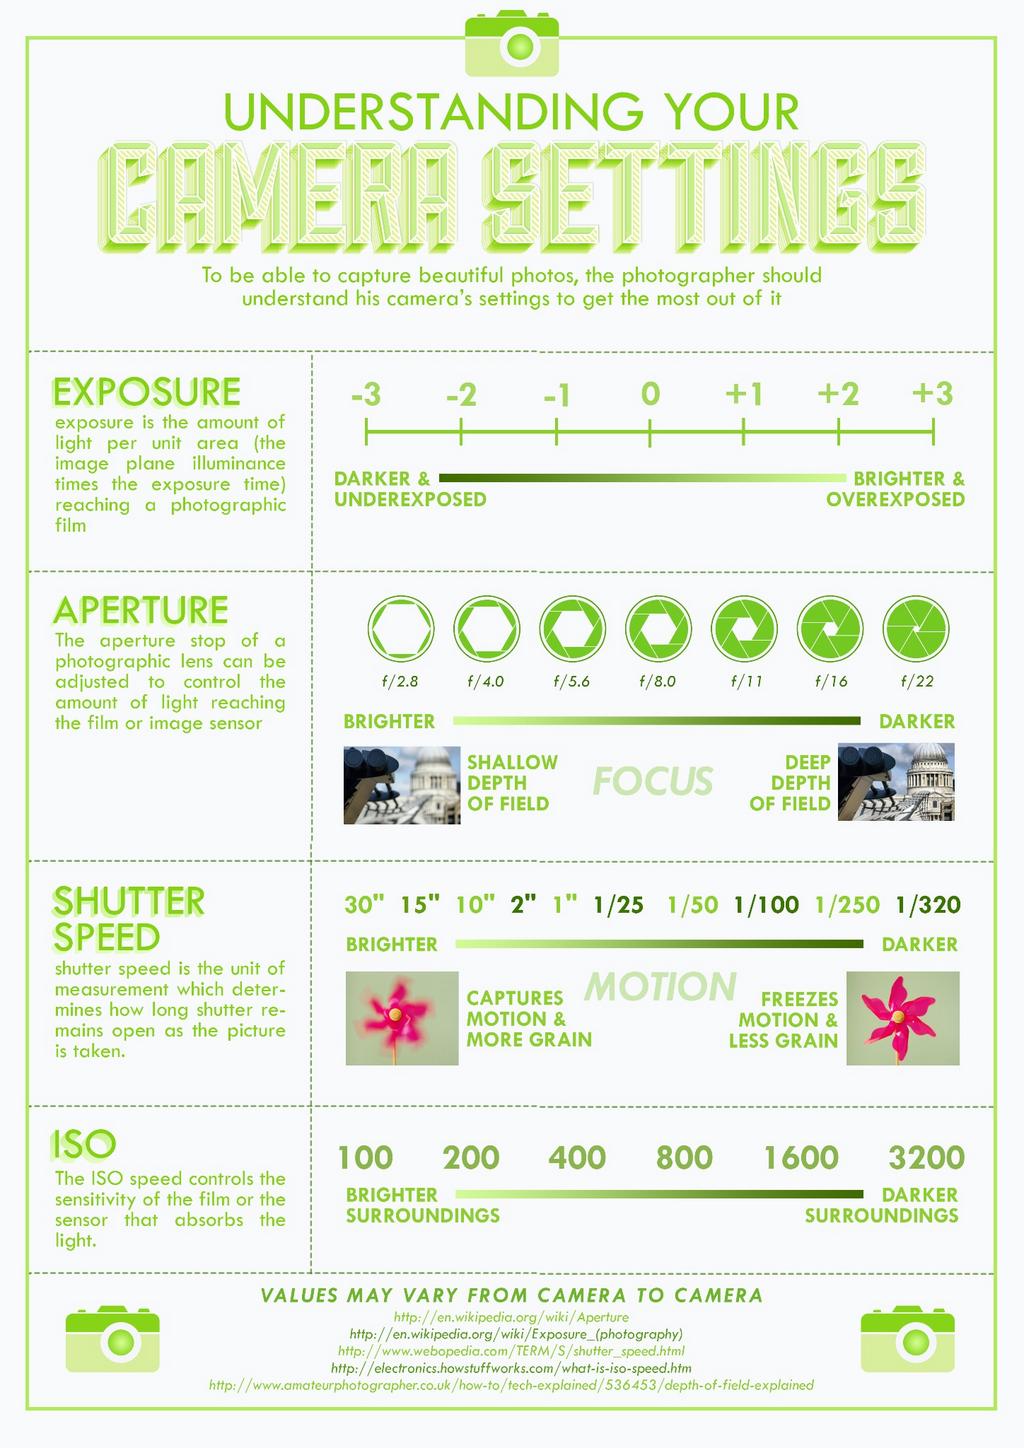 UNDERSTANDING YOUR
CAMERA SETTINGS
To be able to capture beautiful photos, the photographer should
understand his camera's settings to get the most out of it
EXPOSURE
exposure is the amount of
light per unit area (the
image plane illuminance
times the exposure time)
reaching a photographic
film
-3 -2 -1 0 +1 +2 +3
DARKER &
UNDEREXPOSED
BRIGHTER &
OVEREXPOSED
APERTURE
The aperture stop of a
photographic lens can be
adjusted to control the
amount of light reaching
the film or image sensor
f/2.8 f/4.0 f/5.6 f/8.0 f/11 f/16 f/22
BRIGHTER DARKER
SHALLOW
DEPTH
OF FIELD
FOCUS
DEEP
DEPTH
OF FIELD
SHUTTER
SPEED
shutter speed is the unit of
measurement which deter-
mines how long shutter re-
mains open as the picture
is taken.
30" 15" 10" 2" 1" 1/25 1/50 1/100 1/250 1/320
BRIGHTER DARKER
CAPTURES
MOTION &
MORE GRAIN
MOTION
FREEZES
MOTION &
LESS GRAIN
ISO
The ISO speed controls the
sensitivity of the film or the
sensor that absorbs the
light.
100 200 400 800 1600 3200
BRIGHTER
SURROUNDINGS
DARKER
SURROUNDINGS
VALUES MAY VARY FROM CAMERA TO CAMERA
http://en.wikipedia.org/wiki/Aperture
http://en.wikipedia.org/wiki/Exposure_(photography)
http://www.webopedia.com/TERM/S/shutter_speed.html
http://electronics.howstuffworks.com/what-is-iso-speed.htm
http://www.amateurphotographer.co.uk/how-to/tech-explained/536453/depth-of-field-explained